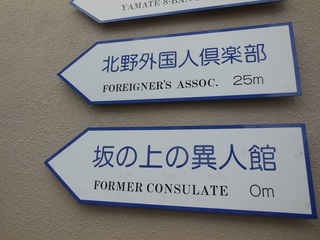 YAMATE 8-BAN
北野外国人倶楽部
FOREIGNER'S ASSOC. 25m
坂の上の異人館
FORMER CONSULATE 0m